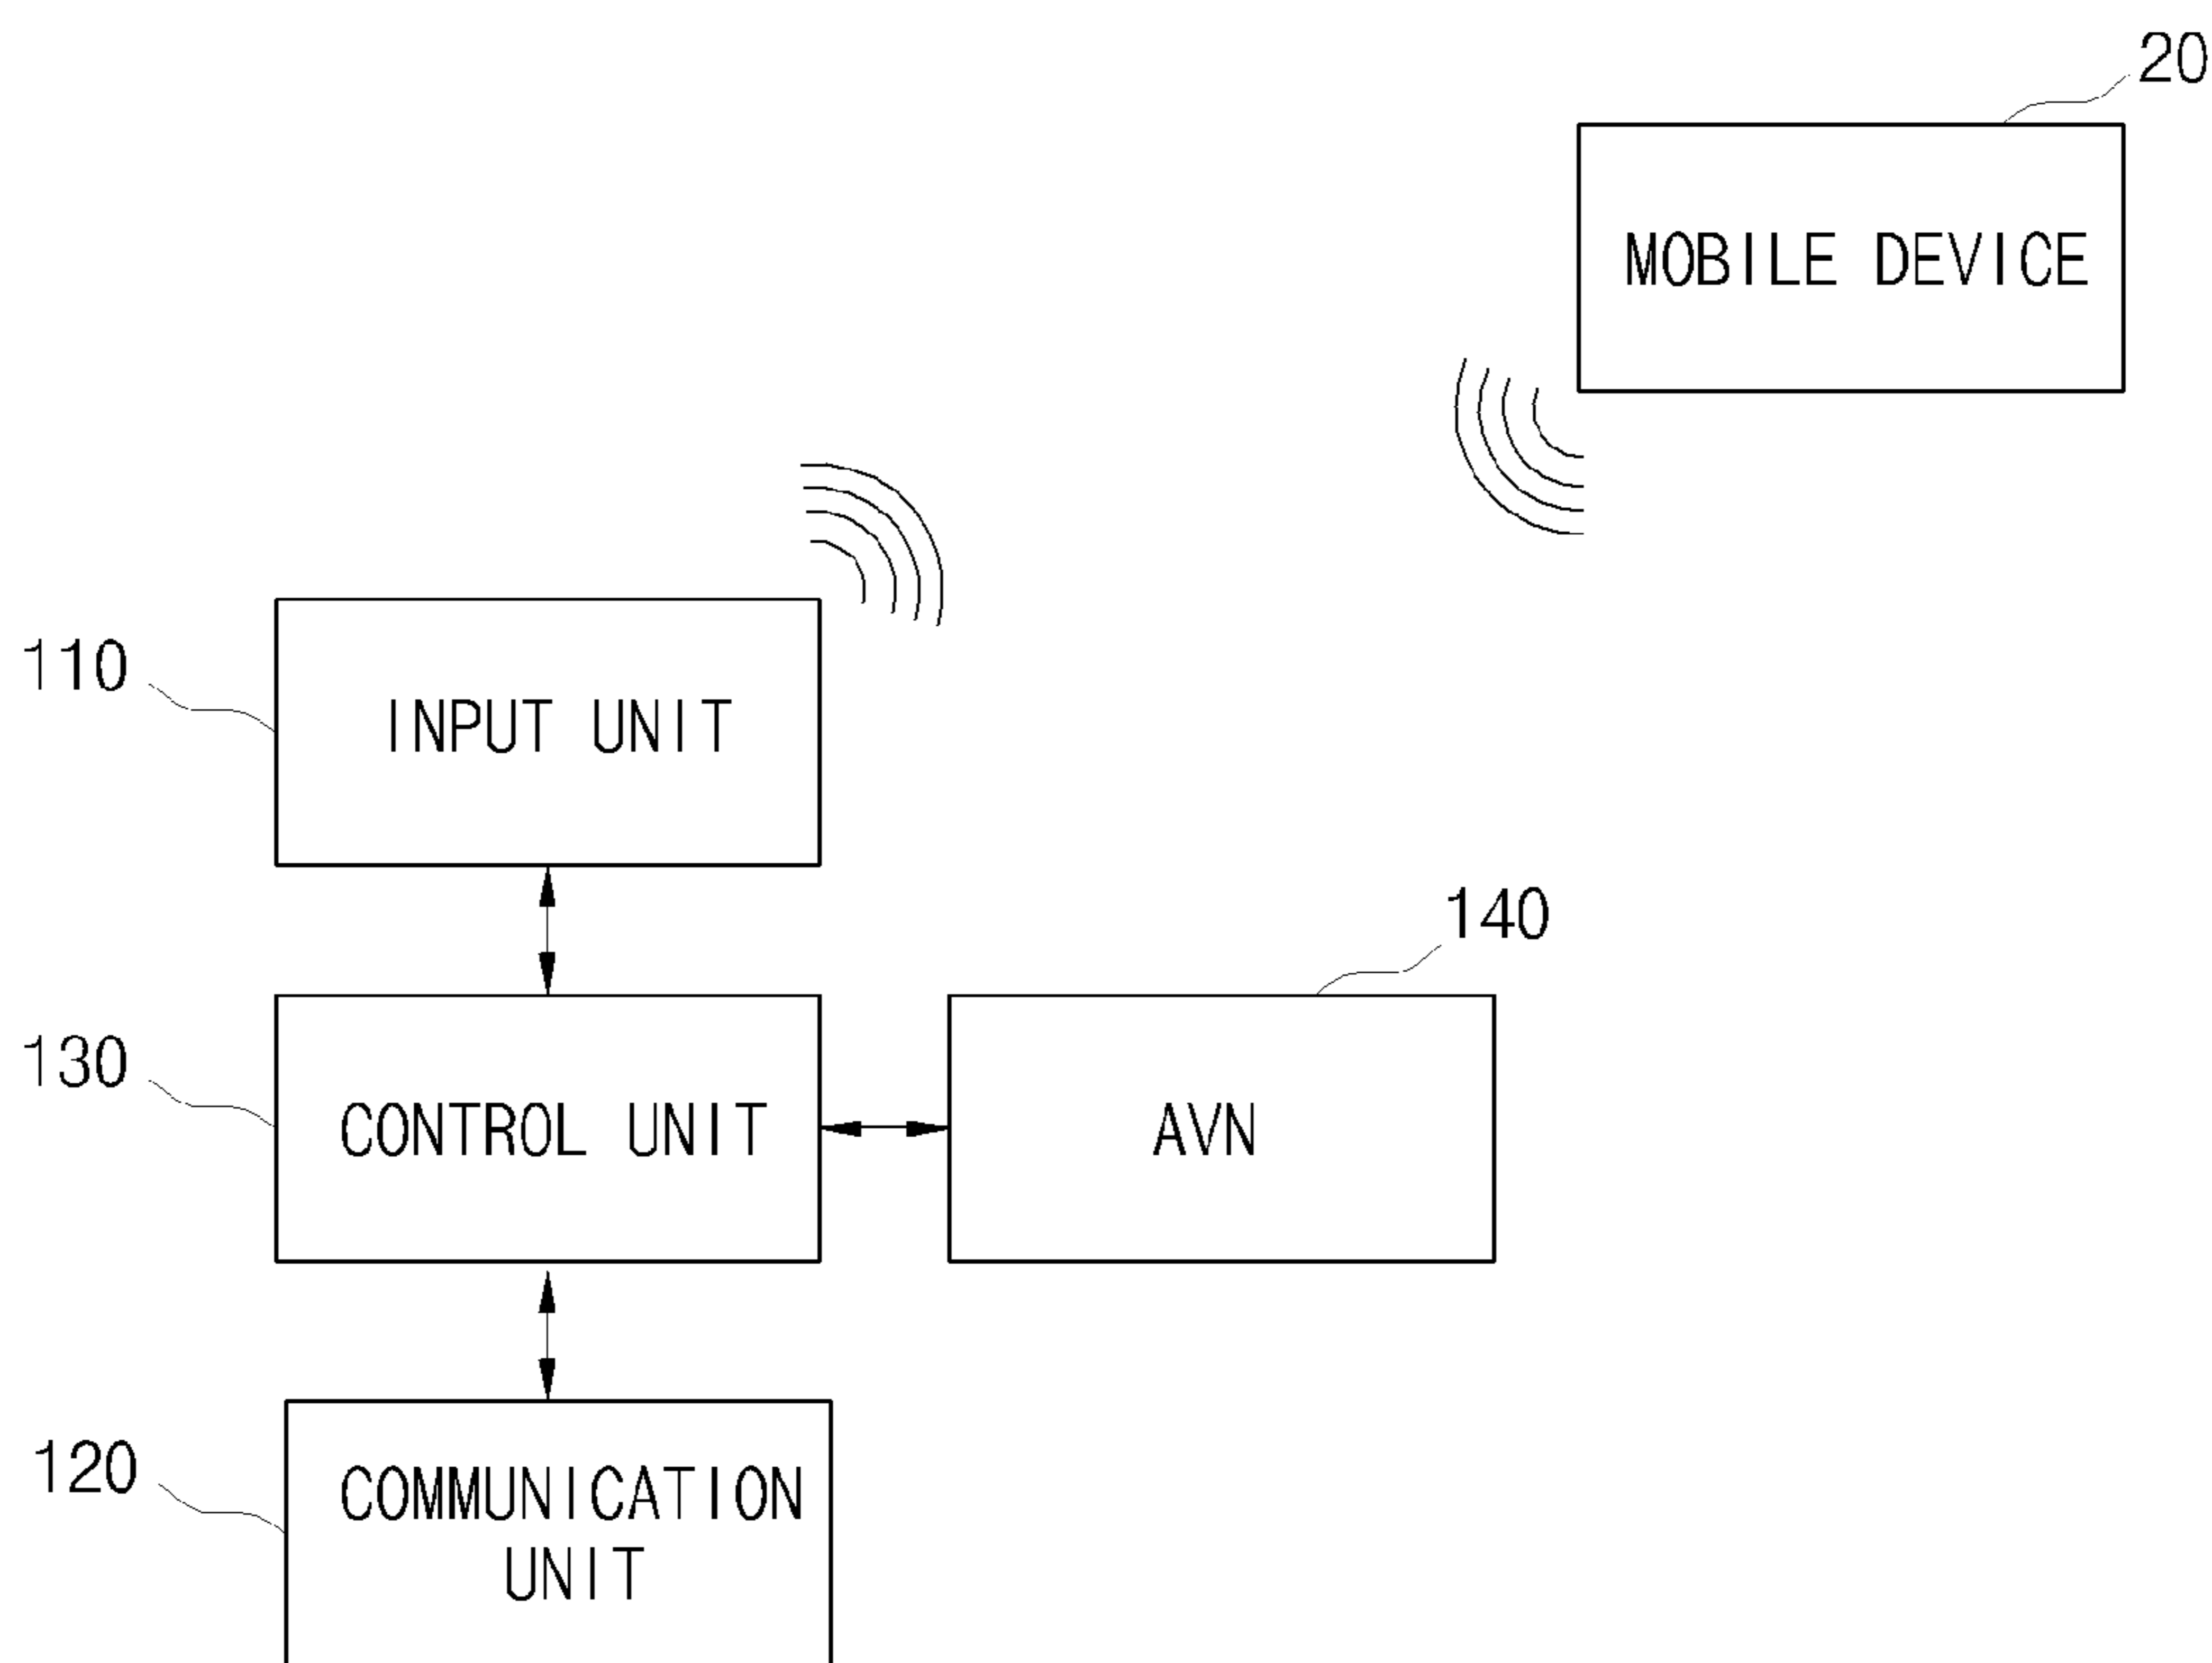 20
MOBILE DEVICE
110
INPUT UNIT
140
130
CONTROL UNIT
AVN
120
COMMUNICATION
UNIT